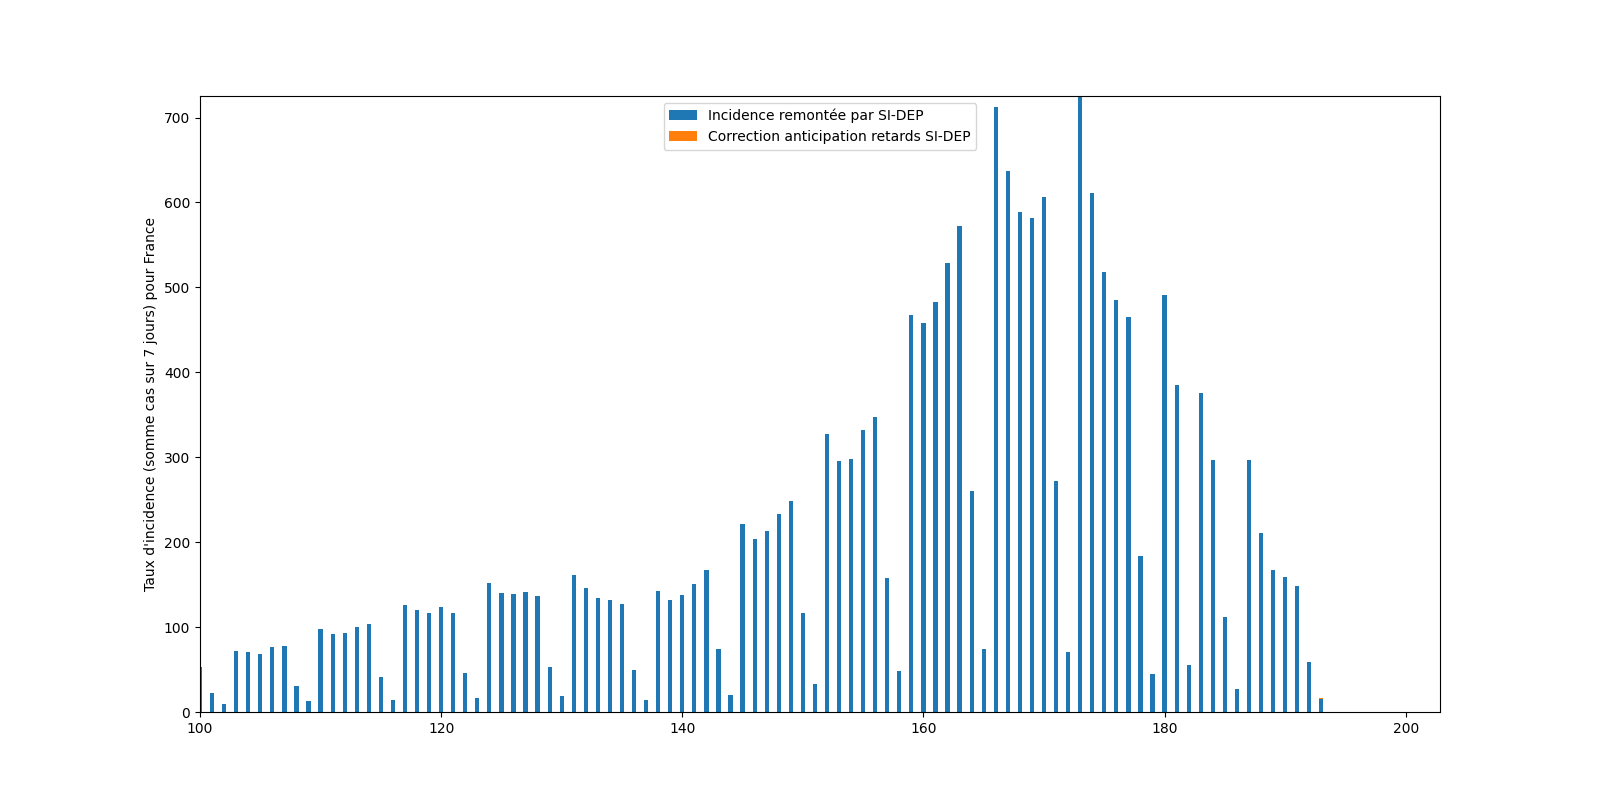 Incidence remontée par SI-DEP
Correction anticipation retards SI-DEP
Taux d'incidence (somme cas sur 7 jours) pour France
700
600
500
400
300
200
100
0
100 120 140 160 180 200